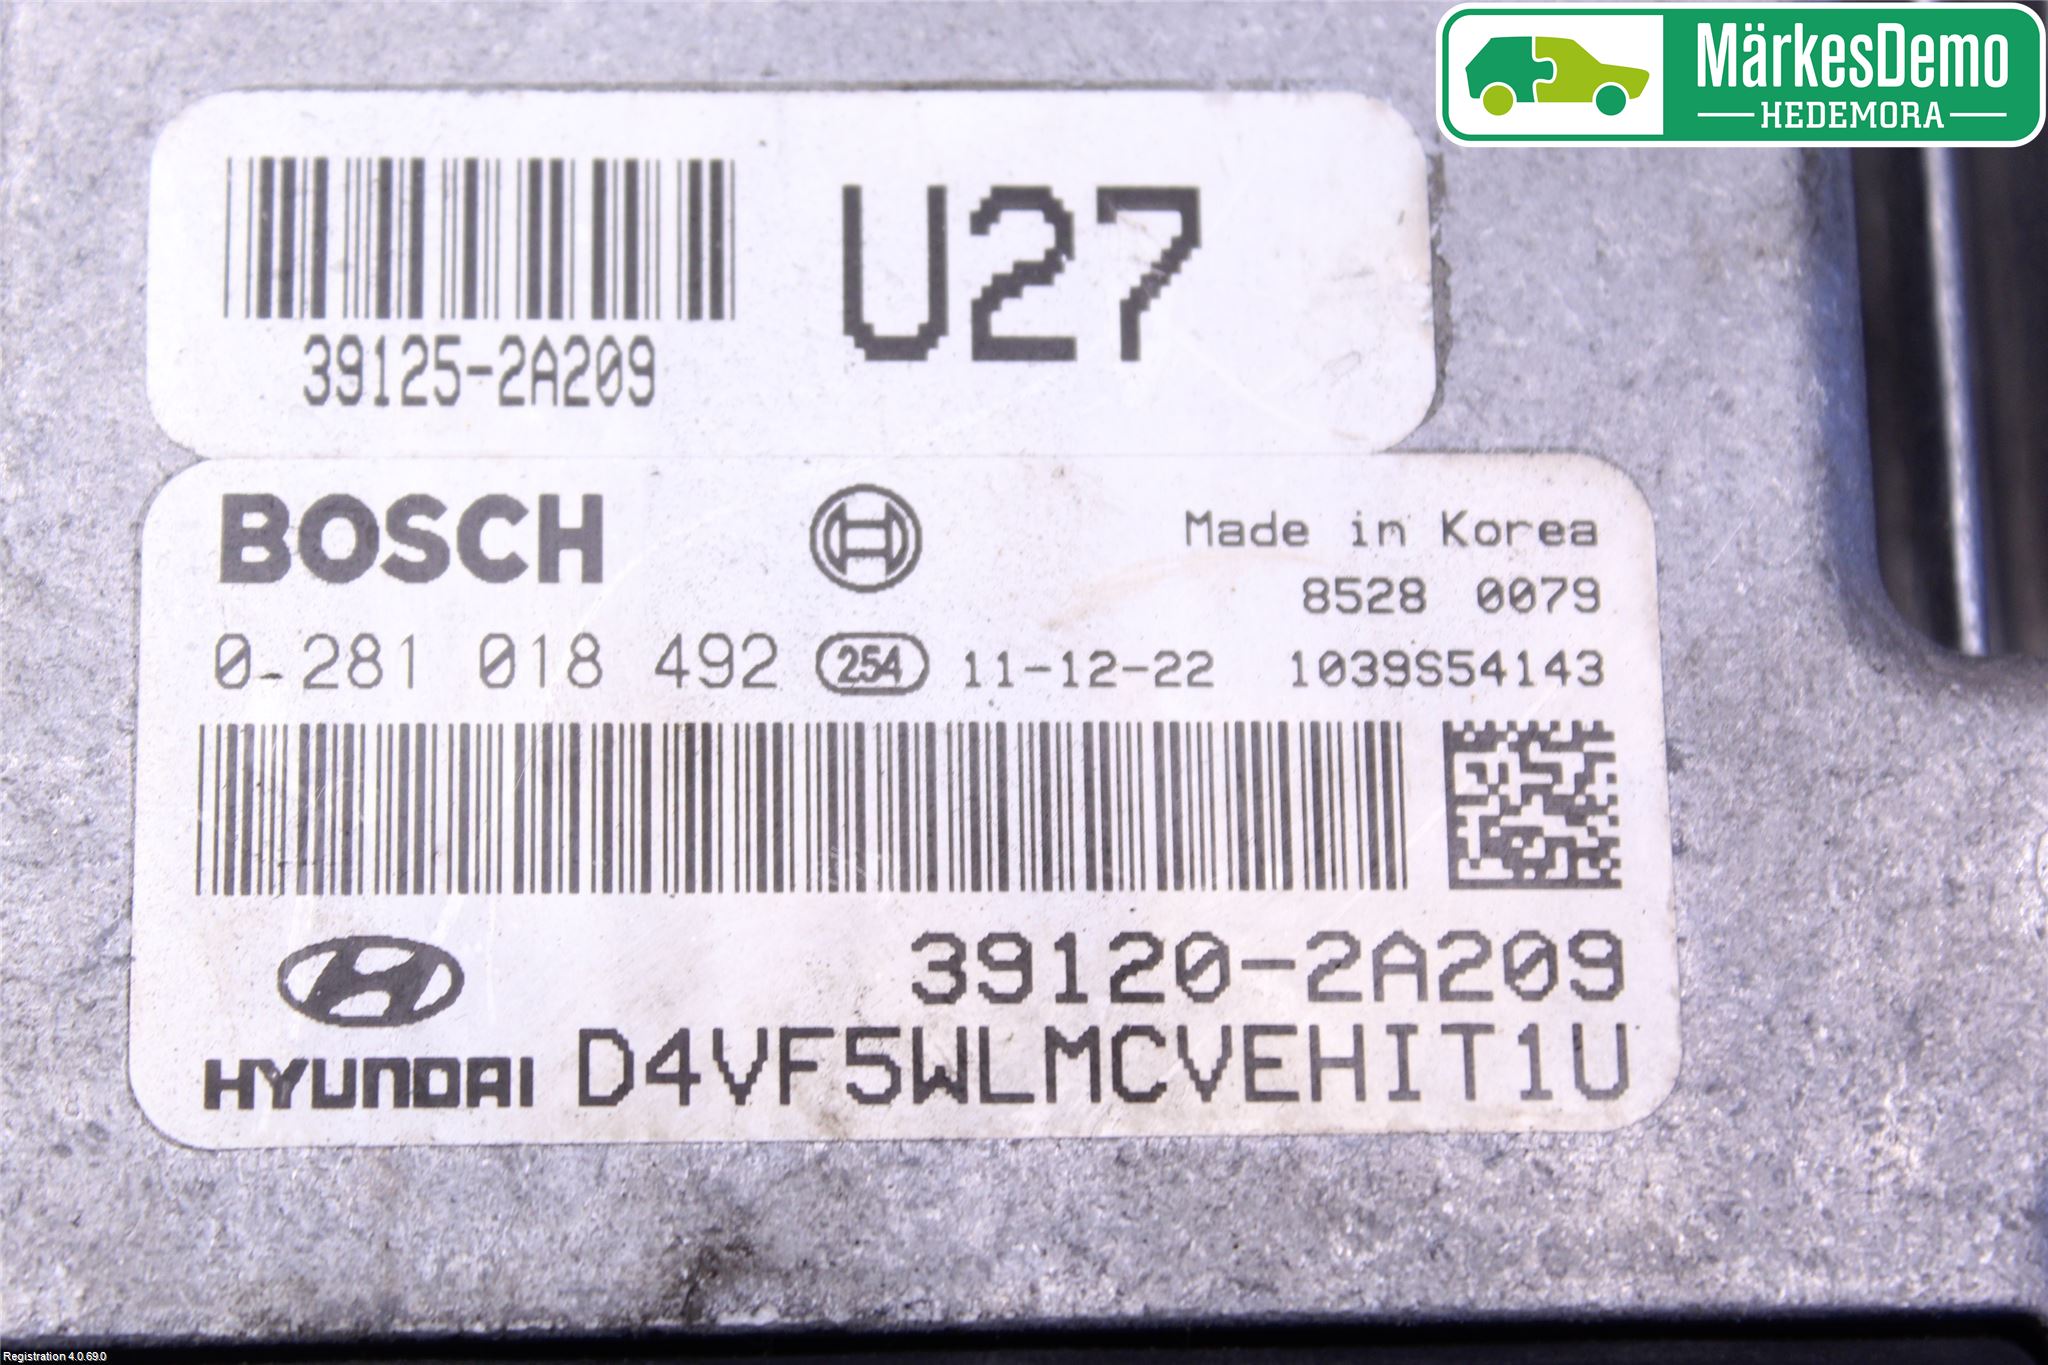 MärkesDemo
HEDEMORA
U27
39125-2A209
BOSCH
Made in Korea
8528 0079
0 281 018 492 254 11-12-22 1039S54143
39120-2A209
HYUNDAI D4VF5WLMCVEHIT1U
Registration 4.0.69.0